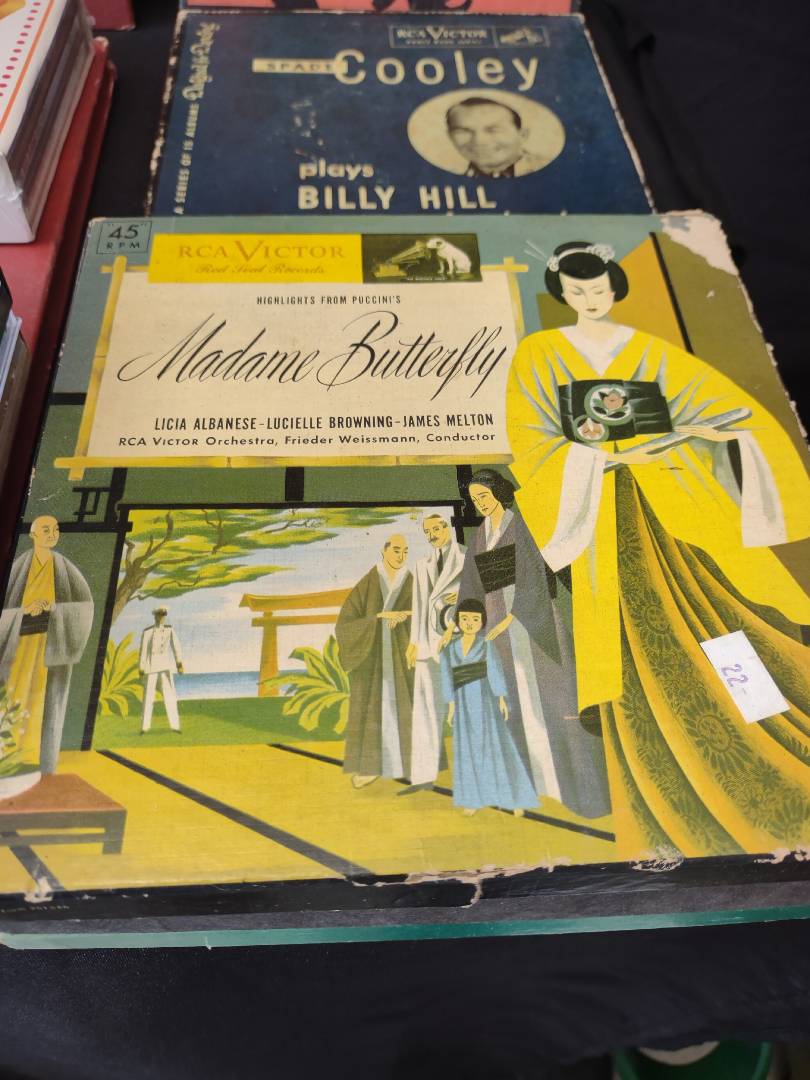 RCA VICTOR
SPADE Cooley
plays
BILLY HILL
A SERIES OF 15 ALBUMS
"45"
RPM
RCA VICTOR
Red Seal Records
HIGHLIGHTS FROM PUCCINI'S
Madame Butterfly
LICIA ALBANESE-LUCIELLE BROWNING-JAMES MELTON
RCA VICTOR Orchestra, Frieder Weissmann, Conductor
22-